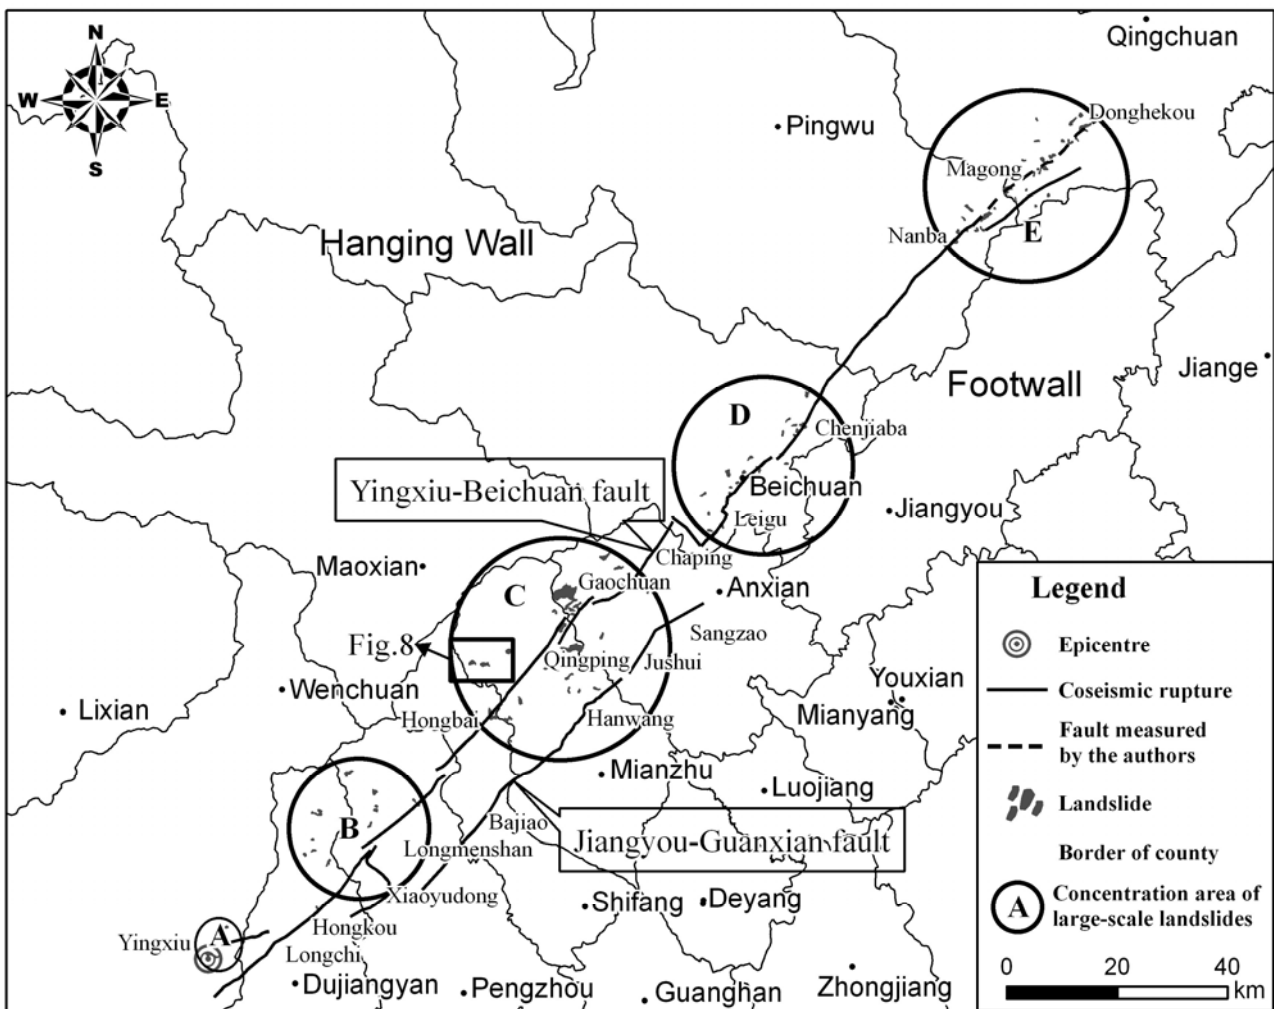 Qingchuan
N
W
E
S
Donghekou
Pingwu
Magong
Nanba
E
Hanging Wall
Jiange
Footwall
D
Chenjiaba
Yingxiu-Beichuan fault
Beichuan
Leigu
Jiangyou
Chaping
Maoxian
C
Gaochuan
Anxian
Sangzao
Fig.8
Qingping
Jushui
Wenchuan
Youxian
Lixian
Hongbai
Hanwang
Mianyang
Mianzhu
Luojiang
B
Bajiao
Longmenshan
Jiangyou-Guanxian fault
Xiaoyudong
Shifang
Deyang
A
Yingxiu
Hongkou
Longchi
Dujiangyan
Pengzhou
Guanghan
Zhongjiang
Legend
Epicentre
Coseismic rupture
Fault measured
by the authors
Landslide
Border of county
A
Concentration area of
large-scale landslides
0 20 40
km